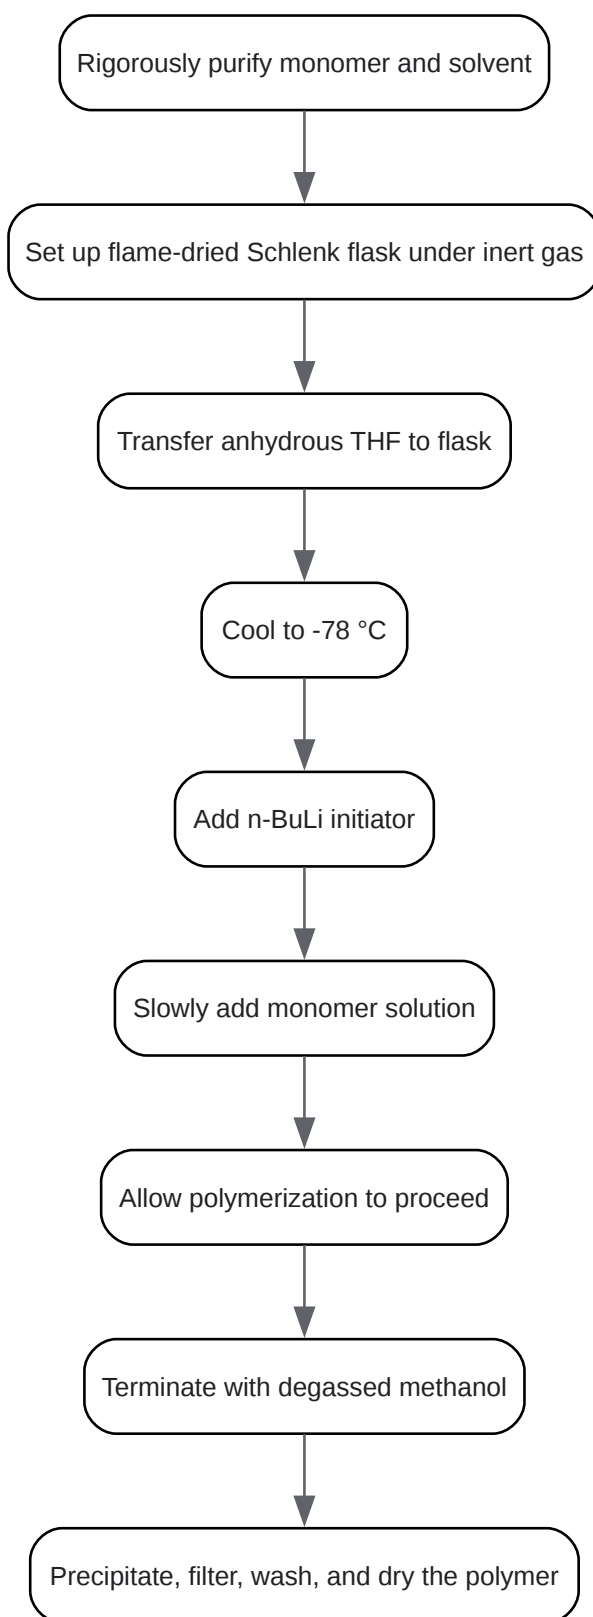 Rigorously purify monomer and solvent
Set up flame-dried Schlenk flask under inert gas
Transfer anhydrous THF to flask
Cool to -78 °C
Add n-BuLi initiator
Slowly add monomer solution
Allow polymerization to proceed
Terminate with degassed methanol
Precipitate, filter, wash, and dry the polymer